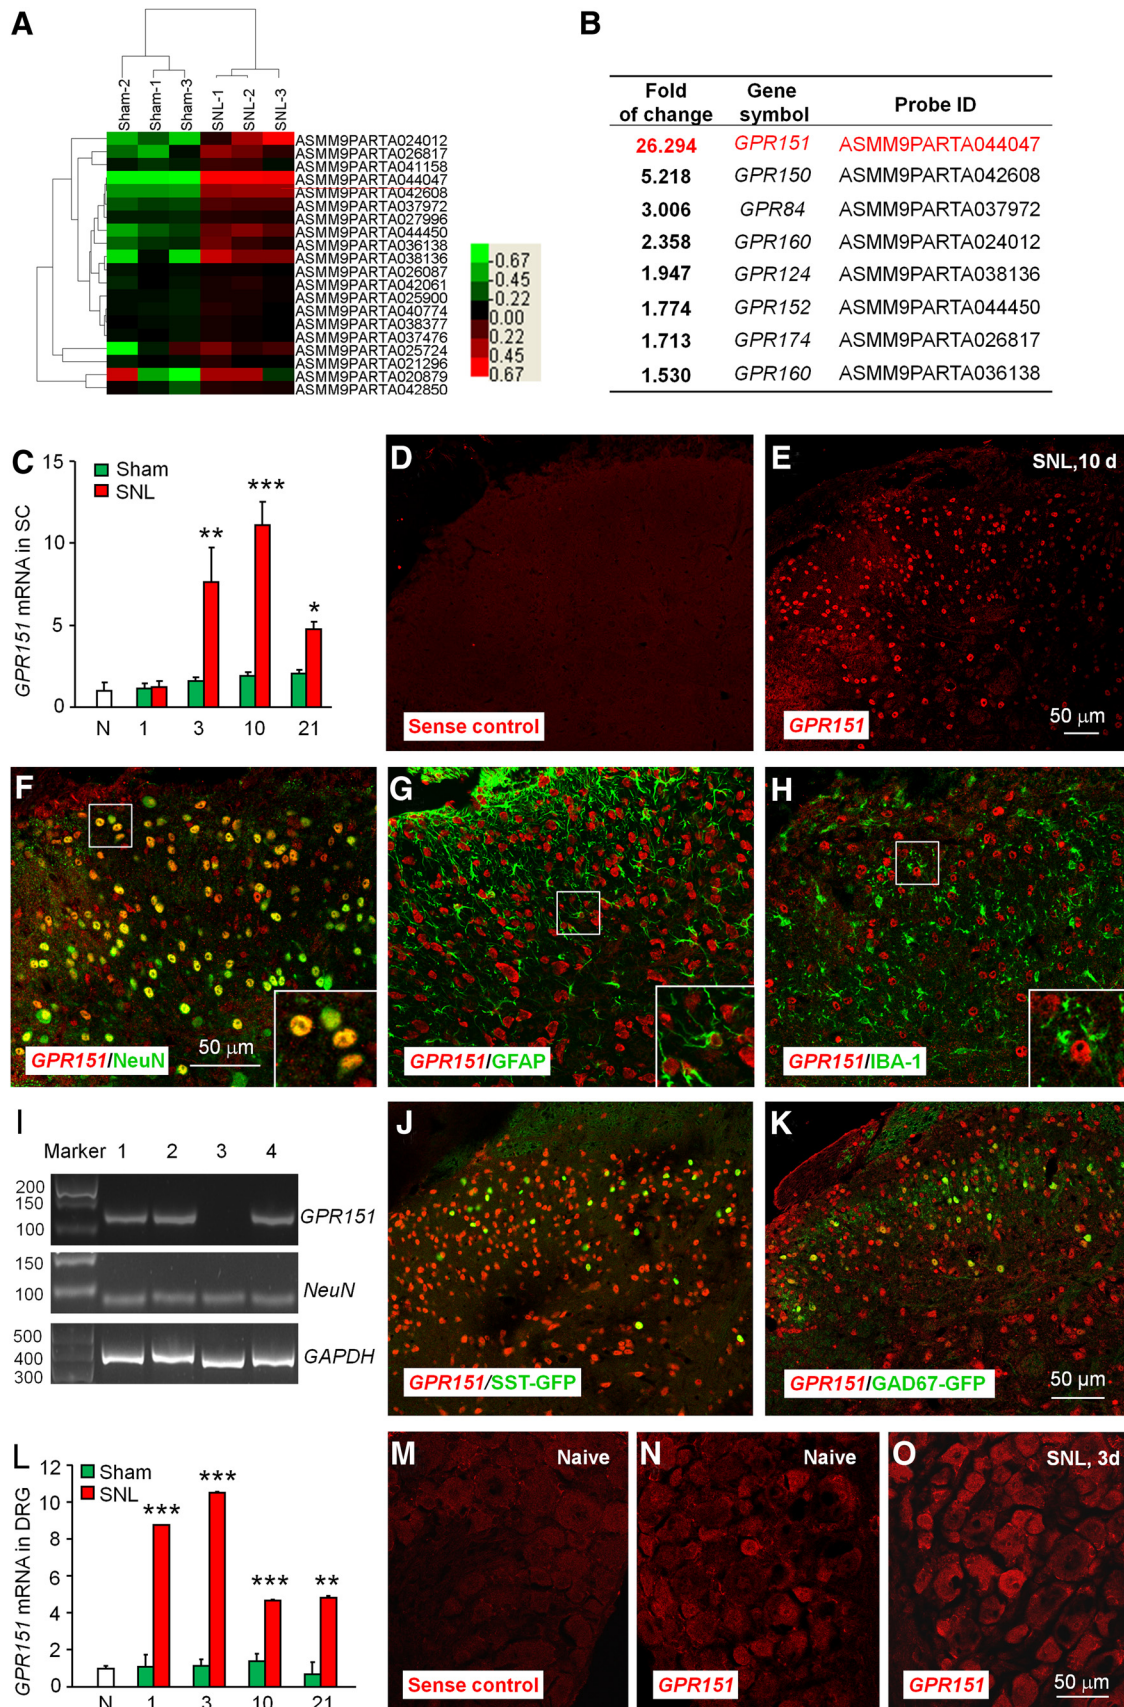 A
Sham-2
Sham-1
Sham-3
SNL-1
SNL-2
SNL-3
ASMM9PARTA024012
ASMM9PARTA026817
ASMM9PARTA041158
ASMM9PARTA044047
ASMM9PARTA042608
ASMM9PARTA037972
ASMM9PARTA027996
ASMM9PARTA044450
ASMM9PARTA036138
ASMM9PARTA038136
ASMM9PARTA026087
ASMM9PARTA042061
ASMM9PARTA025900
ASMM9PARTA040774
ASMM9PARTA038377
ASMM9PARTA037476
ASMM9PARTA025724
ASMM9PARTA021296
ASMM9PARTA020879
ASMM9PARTA042850
-0.67
-0.45
-0.22
0.00
0.22
0.45
0.67
B
Fold of change Gene symbol Probe ID
26.294 GPR151 ASMM9PARTA044047
5.218 GPR150 ASMM9PARTA042608
3.006 GPR84 ASMM9PARTA037972
2.358 GPR160 ASMM9PARTA024012
1.947 GPR124 ASMM9PARTA038136
1.774 GPR152 ASMM9PARTA044450
1.713 GPR174 ASMM9PARTA026817
1.530 GPR160 ASMM9PARTA036138
C
GPR151 mRNA in SC
15
10
5
0
Sham
SNL
**
***
*
N 1 3 10 21
D
Sense control
E
SNL,10 d
GPR151
50 μm
F
GPR151/NeuN
50 μm
G
GPR151/GFAP
H
GPR151/IBA-1
I
Marker 1 2 3 4
200
150
100
GPR151
150
100
NeuN
500
400
300
GAPDH
J
GPR151/SST-GFP
K
GPR151/GAD67-GFP
50 μm
L
GPR151 mRNA in DRG
12
10
8
6
4
2
0
Sham
SNL
***
***
***
**
N 1 3 10 21
M
Naive
Sense control
N
Naive
GPR151
O
SNL, 3d
GPR151
50 μm